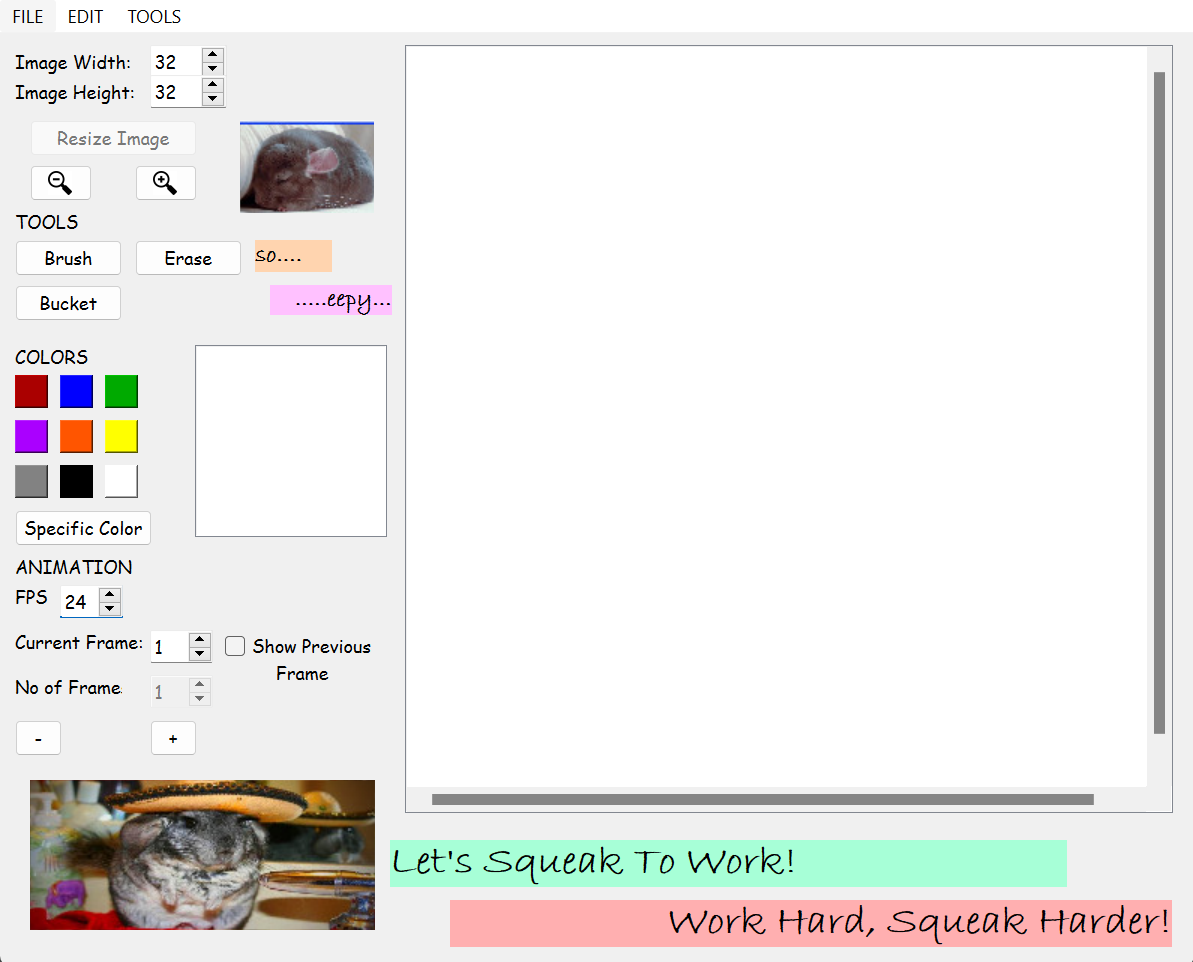 FILE EDIT TOOLS
Image Width: 32
Image Height: 32
Resize Image
TOOLS
Brush Erase so....
Bucket .....eepy...
COLORS
Specific Color
ANIMATION
FPS 24
Current Frame: 1 Show Previous
Frame
No of Frame 1
- +
Let's Squeak To Work!
Work Hard, Squeak Harder!